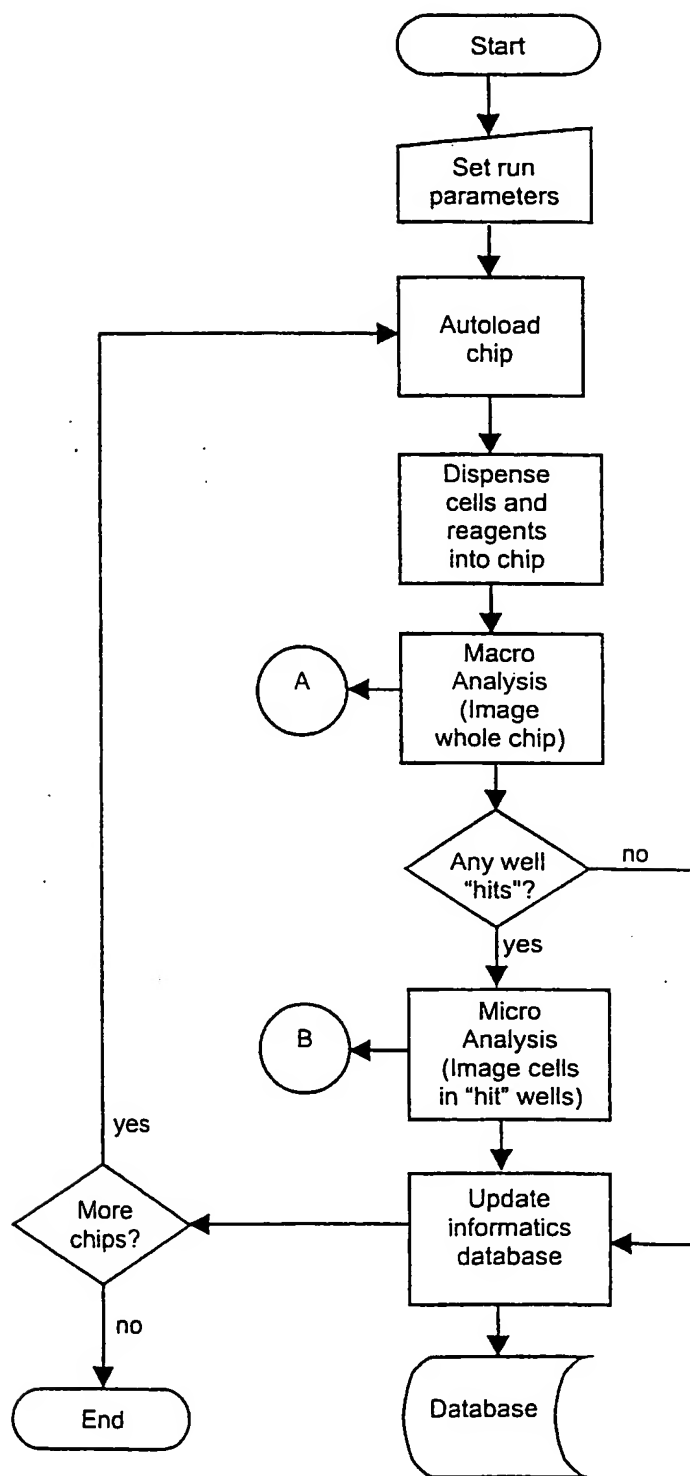 Start
Set run
parameters
Autoload
chip
Dispense
cells and
reagents
into chip
A
Macro
Analysis
(Image
whole chip)
Any well
"hits"?
no
yes
B
Micro
Analysis
(Image cells
in "hit" wells)
yes
More
chips?
Update
informatics
database
no
End
Database